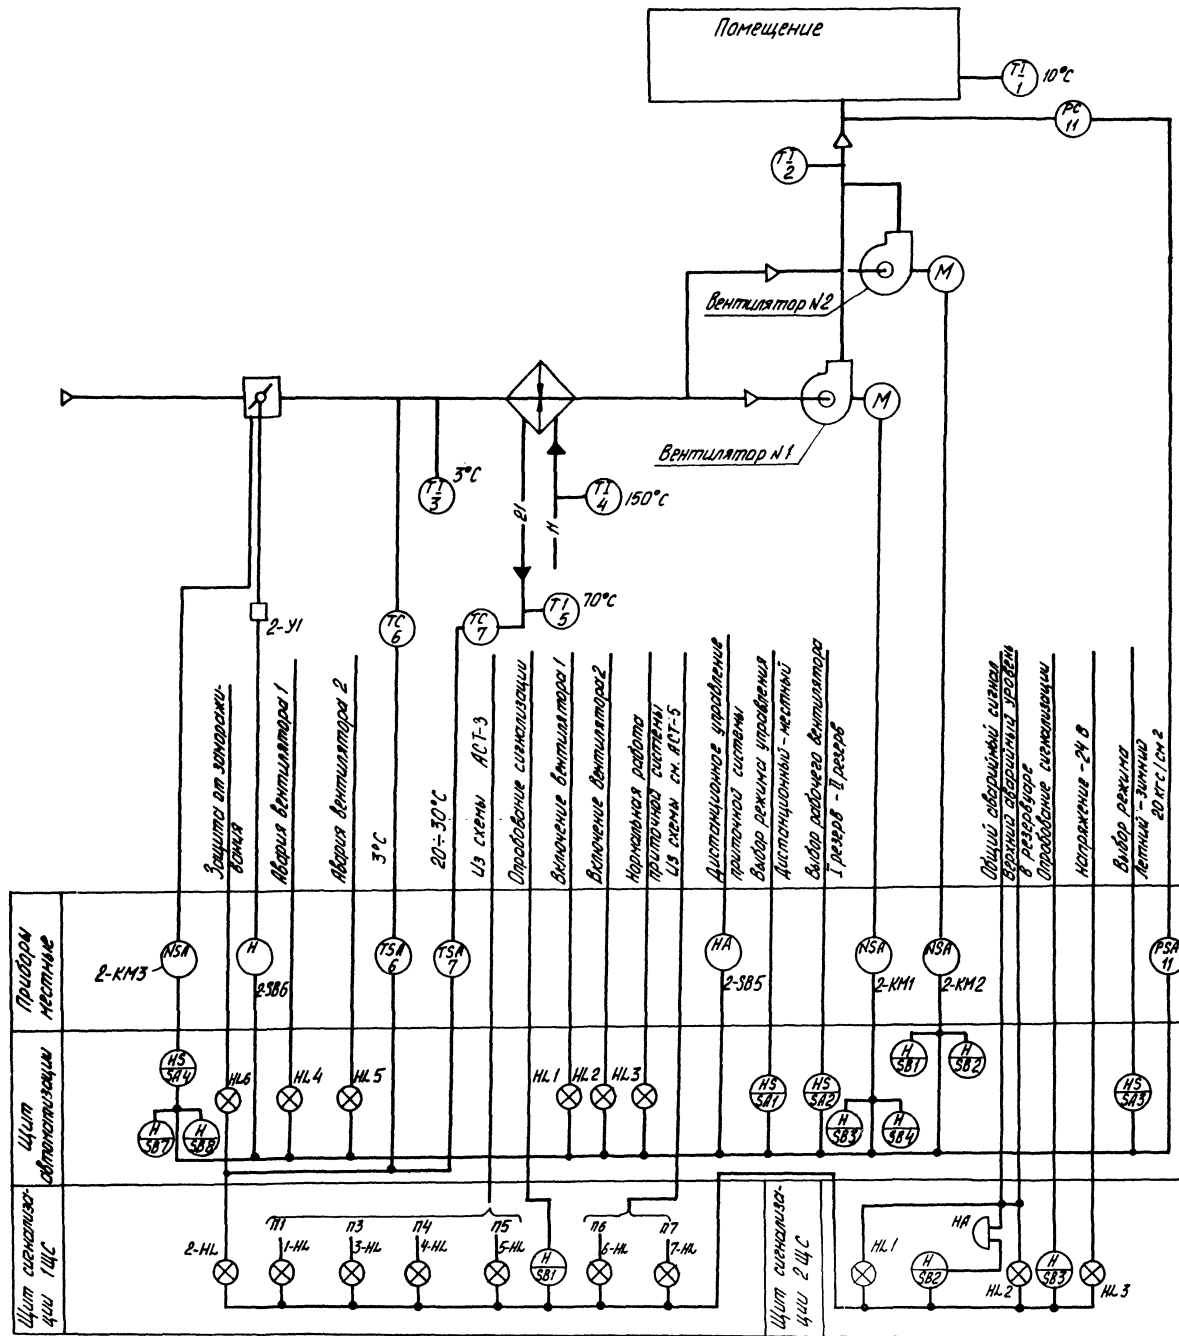 Помещение
TI
1
10°C
PC
11
TI
2
M
Вентилятор N2
M
Вентилятор N1
TI
3
3°C
TI
4
150°C
21
11
TC
6
TC
7
TI
5
70°C
2-У1
Защита от заморажи-
вания
Авария вентилятора 1
Авария вентилятора 2
3°C
20÷30°C
Из схемы АСТ-3
Опробование сигнализации
Включение вентилятора 1
Включение вентилятора 2
Нормальная работа
приточной системы
Из схемы см. АСТ-5
Дистанционное управление
приточной системы
Выбор режима управления
Дистанционный-местный
Выбор рабочего вентилятора
I резерв - II резерв
Общий аварийный сигнал
Верхний аварийный уровень
в резервуаре
Опробование сигнализации
Напряжение -24 В
Выбор режима
Летний-зимний
20 кгс/см2
Приборы
местные
NSA
2-КМ3
H
2-SB6
TSA
6
TSA
7
HA
2-SB5
NSA
2-КМ1
NSA
2-КМ2
PSA
11
Щит
автоматизации
HS
SA4
H
SB7
H
SB8
HL6
HL4
HL5
HL1
HL2
HL3
HS
SA1
HS
SA2
H
SB3
H
SB4
H
SB1
H
SB2
HS
SA3
Щит сигнализа-
ции 1ЩС
2-HL
П1
1-HL
П3
3-HL
П4
4-HL
П5
5-HL
H
SB1
П6
6-HL
П7
7-HL
Щит сигнализа-
ции 2ЩС
HL1
H
SB2
HA
HL2
H
SB3
HL3